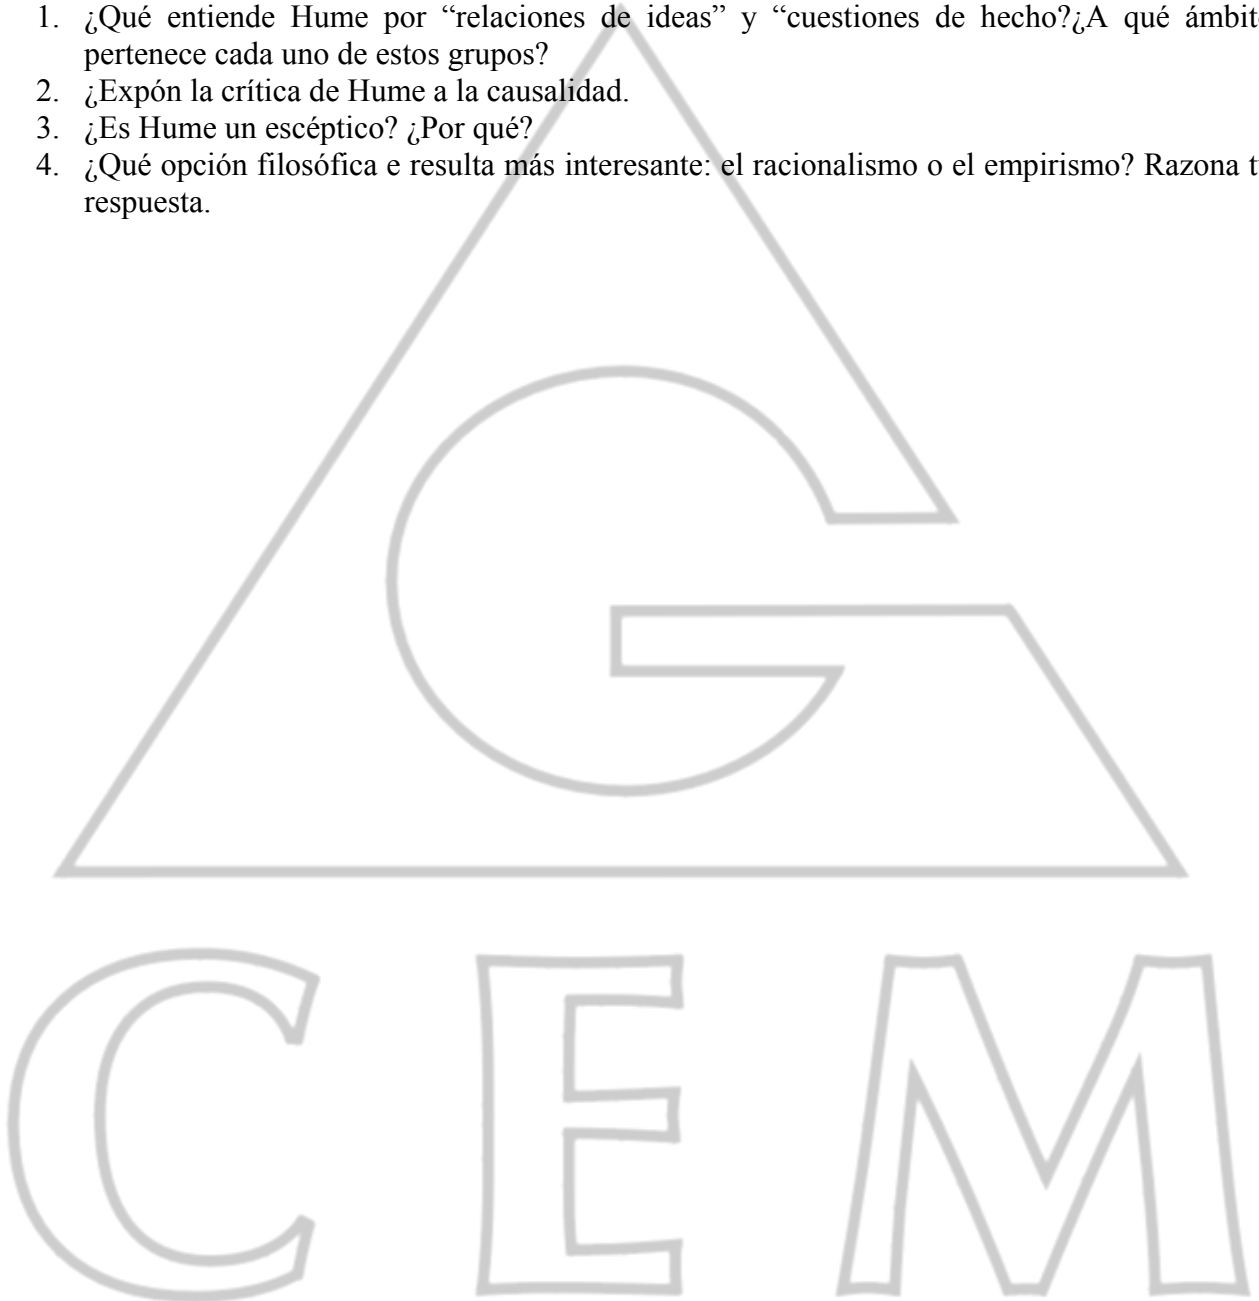 1. ¿Qué entiende Hume por “relaciones de ideas” y “cuestiones de hecho?¿A qué ámbit
pertenece cada uno de estos grupos?
2. ¿Expón la crítica de Hume a la causalidad.
3. ¿Es Hume un escéptico? ¿Por qué?
4. ¿Qué opción filosófica e resulta más interesante: el racionalismo o el empirismo? Razona t
respuesta.
G
CEM